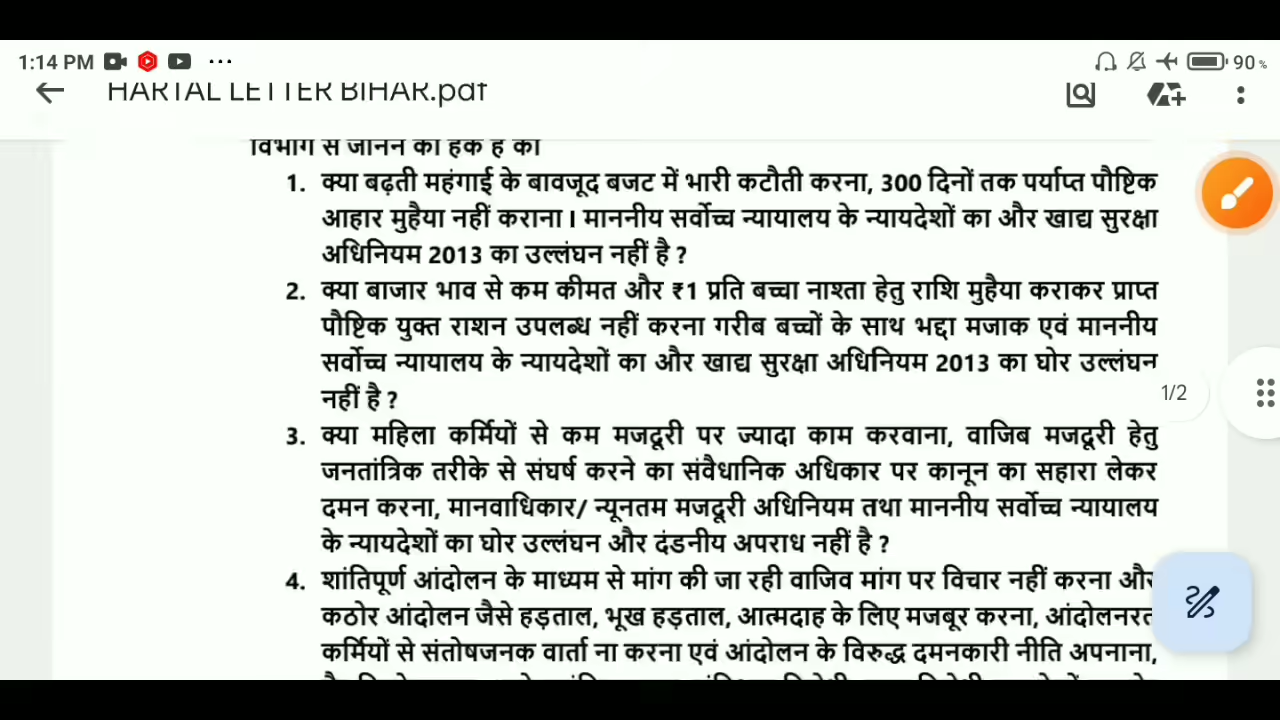 1:14 PM ... 90%
HARTAL LETTER BIHAR.pdf
विभाग से जानने का हक है की
1. क्या बढ़ती महंगाई के बावजूद बजट में भारी कटौती करना, 300 दिनों तक पर्याप्त पौष्टिक
आहार मुहैया नहीं कराना। माननीय सर्वोच्च न्यायालय के न्यायदेशों का और खाद्य सुरक्षा
अधिनियम 2013 का उल्लंघन नहीं है ?
2. क्या बाजार भाव से कम कीमत और ₹1 प्रति बच्चा नाश्ता हेतु राशि मुहैया कराकर प्राप्त
पौष्टिक युक्त राशन उपलब्ध नहीं करना गरीब बच्चों के साथ भद्दा मजाक एवं माननीय
सर्वोच्च न्यायालय के न्यायदेशों का और खाद्य सुरक्षा अधिनियम 2013 का घोर उल्लंघन
नहीं है ?
1/2
3. क्या महिला कर्मियों से कम मजदूरी पर ज्यादा काम करवाना, वाजिब मजदूरी हेतु
जनतांत्रिक तरीके से संघर्ष करने का संवैधानिक अधिकार पर कानून का सहारा लेकर
दमन करना, मानवाधिकार/ न्यूनतम मजदूरी अधिनियम तथा माननीय सर्वोच्च न्यायालय
के न्यायदेशों का घोर उल्लंघन और दंडनीय अपराध नहीं है ?
4. शांतिपूर्ण आंदोलन के माध्यम से मांग की जा रही वाजिव मांग पर विचार नहीं करना और
कठोर आंदोलन जैसे हड़ताल, भूख हड़ताल, आत्मदाह के लिए मजबूर करना, आंदोलनरत
कर्मियों से संतोषजनक वार्ता ना करना एवं आंदोलन के विरुद्ध दमनकारी नीति अपनाना,